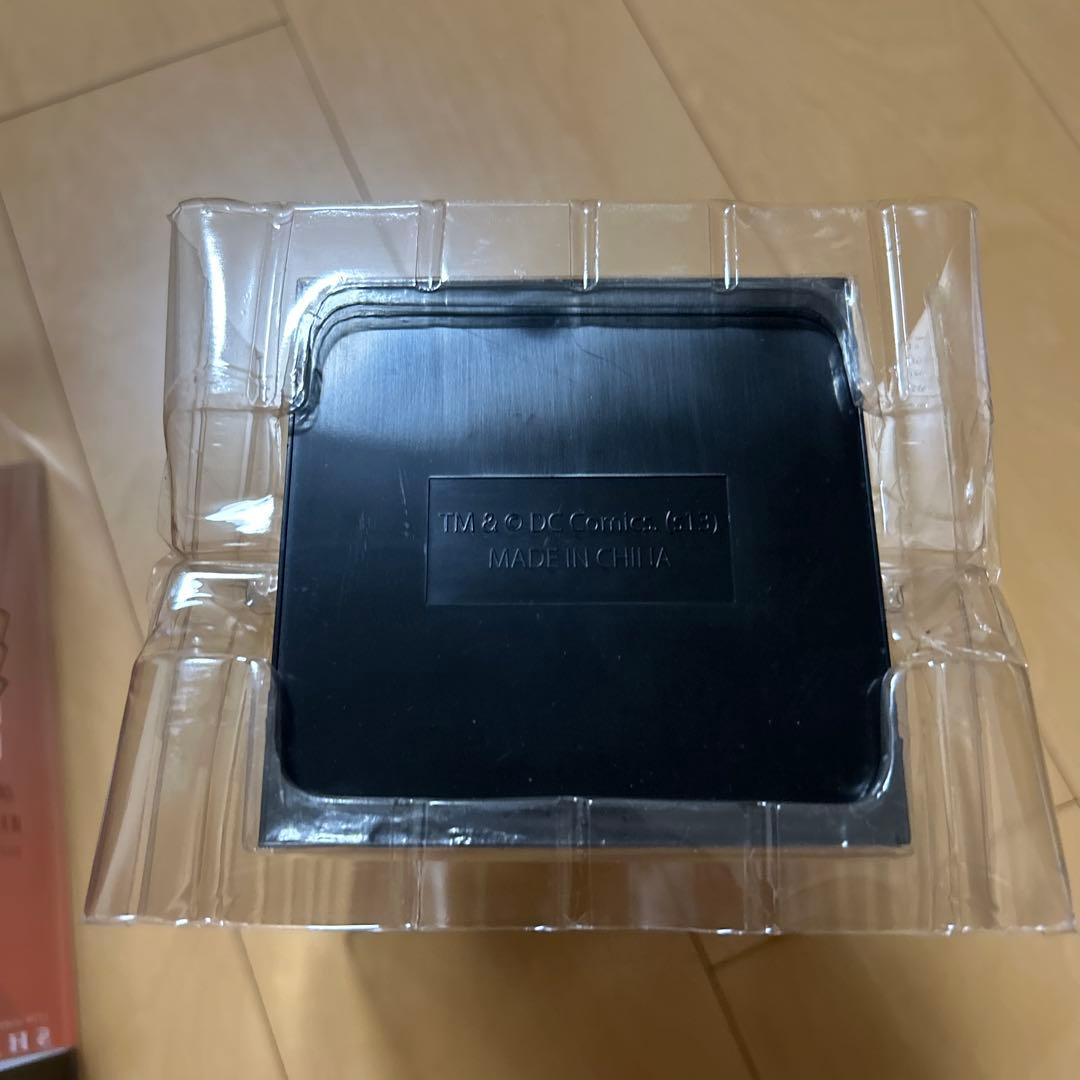 TM & © DC Comics. (s13)
MADE IN CHINA